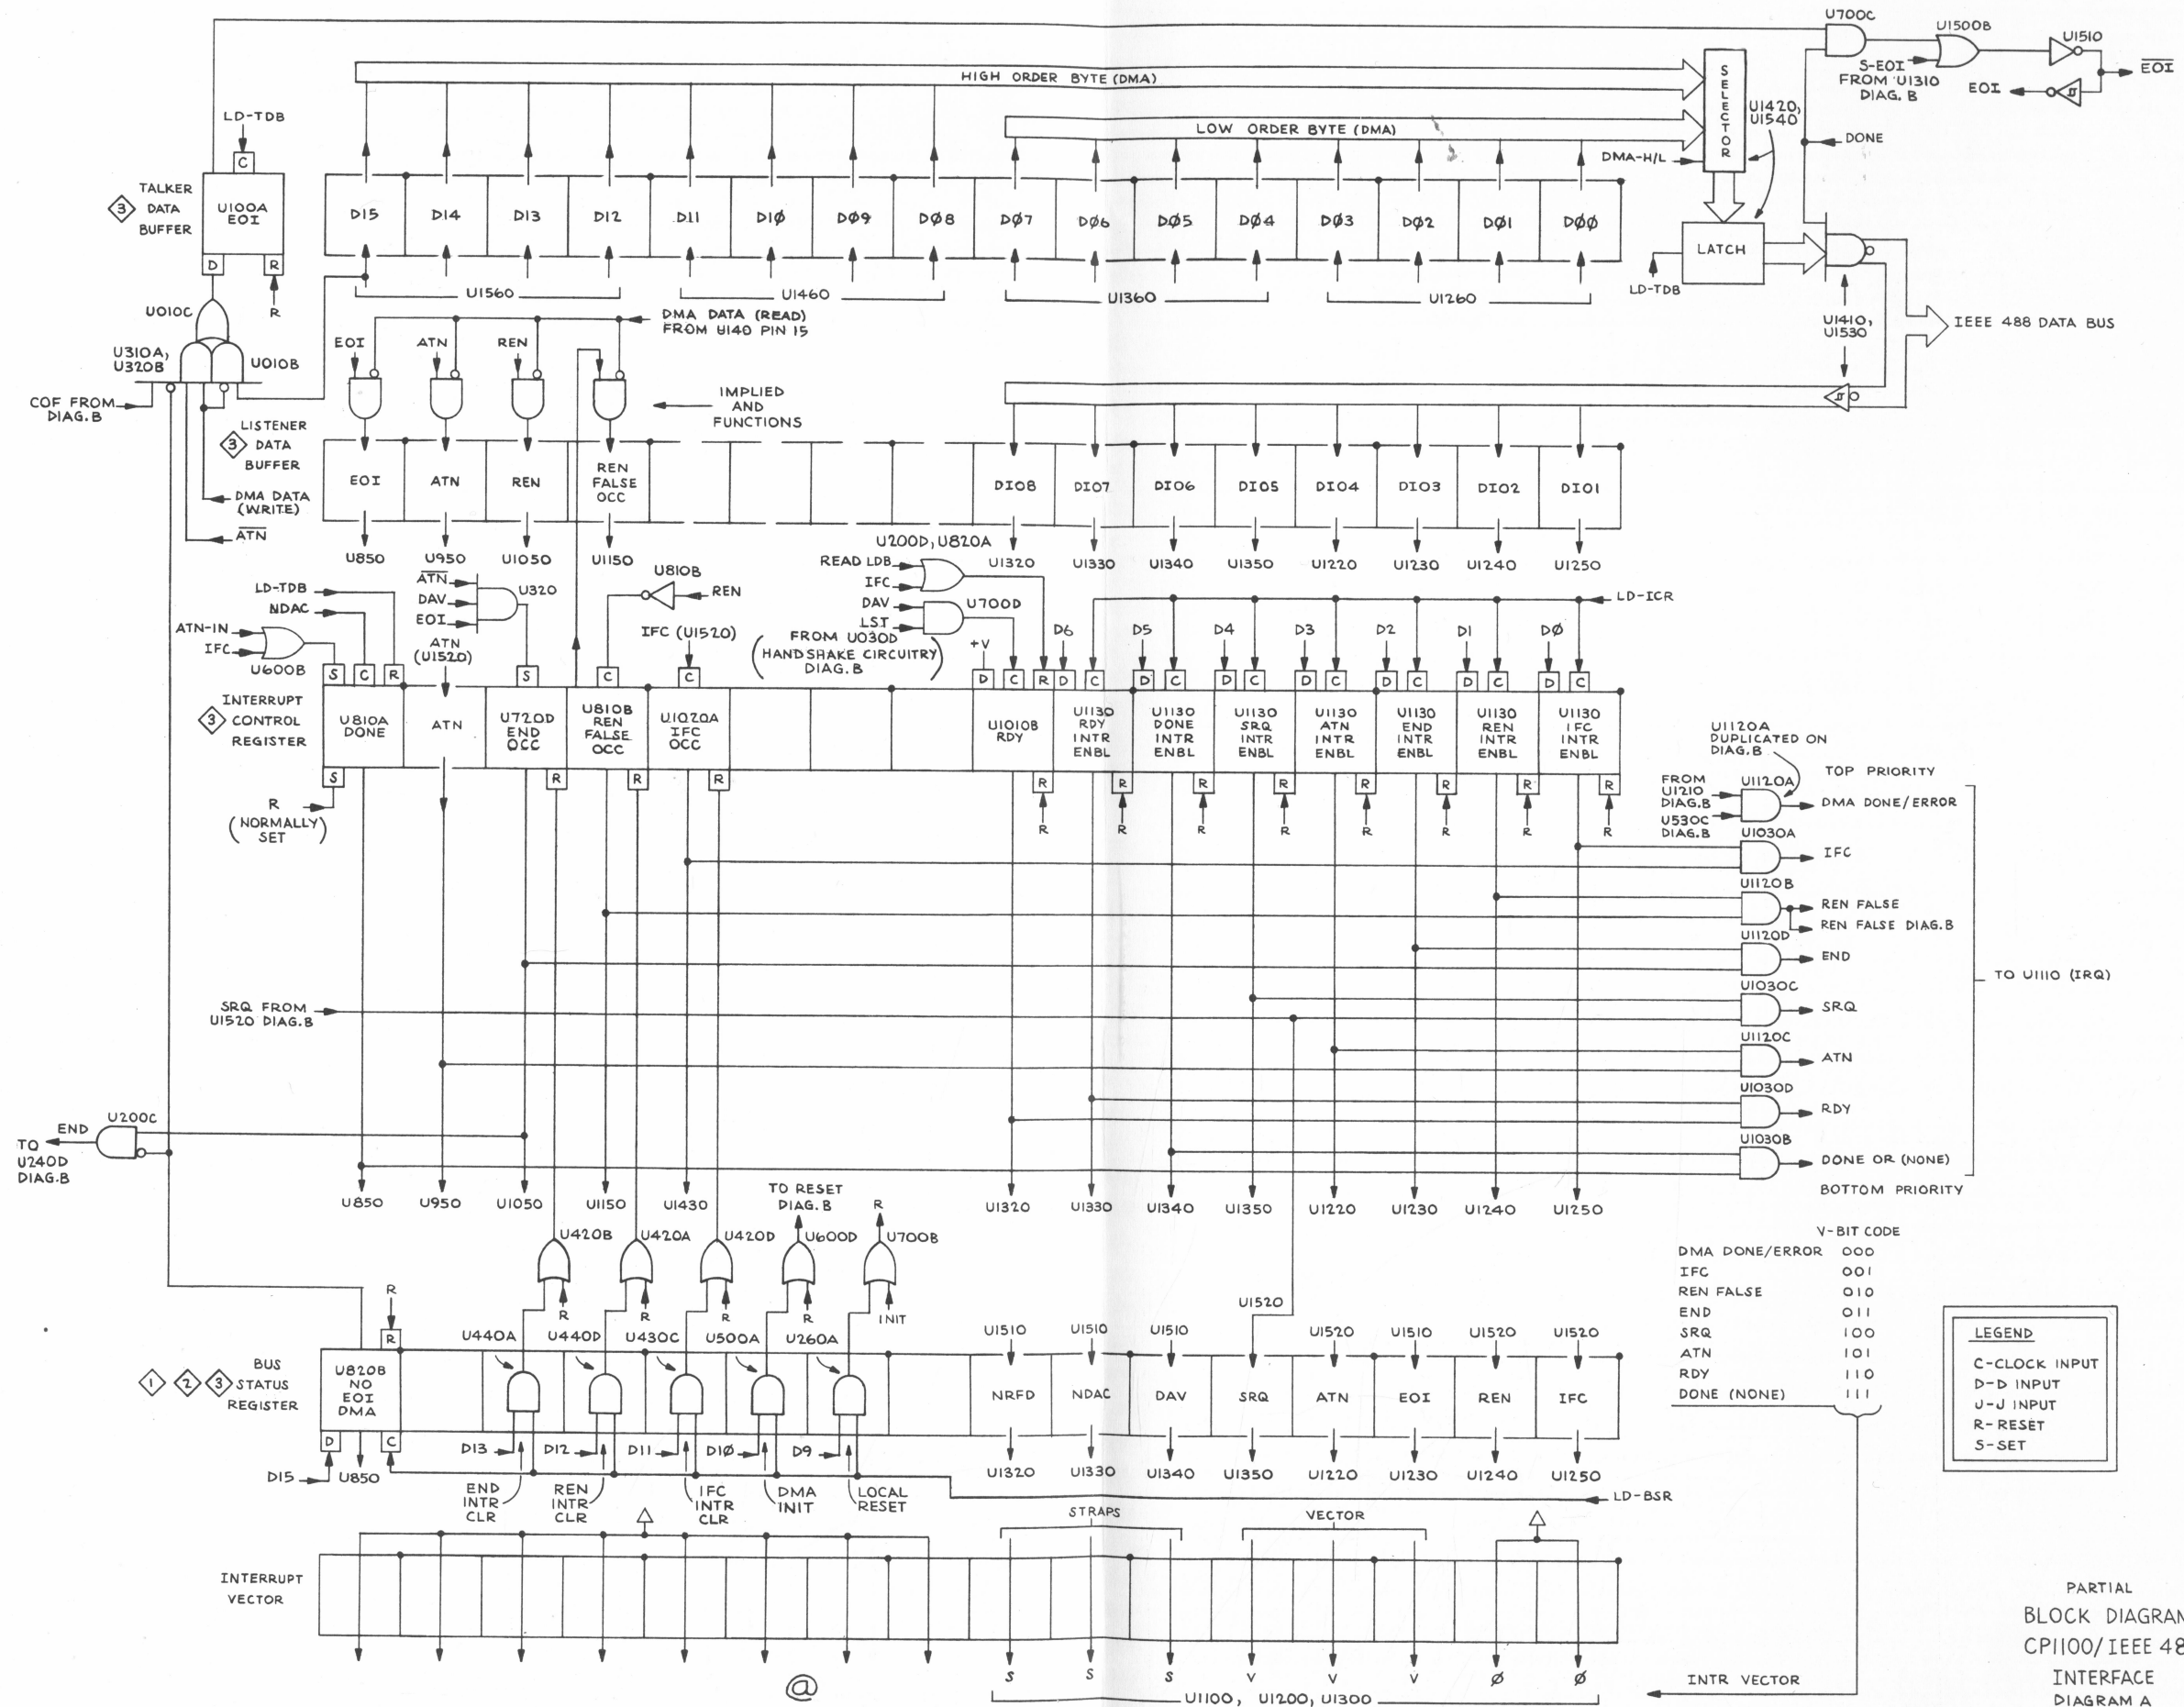 U700C
U1500B
U1510
S-EOI
FROM U1310
DIAG. B
EOI
EOI
HIGH ORDER BYTE (DMA)
SELECTOR
U1420,
U1540
LD-TDB
C
LOW ORDER BYTE (DMA)
DMA-H/L
DONE
TALKER
3 DATA
BUFFER
U100A
EOI
D15 D14 D13 D12 D11 D1Ø DØ9 DØ8 DØ7 DØ6 DØ5 DØ4 DØ3 DØ2 DØ1 DØØ
LATCH
D R
R
LD-TDB
U1560 U1460 U1360 U1260
U010C
DMA DATA (READ)
FROM U140 PIN 15
U1410,
U1530
IEEE 488 DATA BUS
U310A,
U320B
U010B
EOI ATN REN
COF FROM
DIAG.B
IMPLIED
AND
FUNCTIONS
LISTENER
3 DATA
BUFFER
EOI ATN REN
REN
FALSE
OCC
DIO8 DIO7 DIO6 DIO5 DIO4 DIO3 DIO2 DIO1
DMA DATA
(WRITE)
ATN
U850 U950 U1050 U1150
U200D, U820A
U1320 U1330 U1340 U1350 U1220 U1230 U1240 U1250
LD-TDB
NDAC
ATN-IN
IFC
U600B
ATN
DAV
EOI
U320
ATN
(U1520)
U810B
REN
IFC (U1520)
READ LDB
IFC
DAV
LST
U700D
FROM U030D
(HANDSHAKE CIRCUITRY)
DIAG.B
LD-ICR
+V D6 D5 D4 D3 D2 D1 DØ
S C R S C C D C R D C D C D C D C D C D C D C
INTERRUPT
3 CONTROL
REGISTER
U810A
DONE
ATN
U720D
END
OCC
U810B
REN
FALSE
OCC
U1020A
IFC
OCC
U1010B
RDY
U1130
RDY
INTR
ENBL
U1130
DONE
INTR
ENBL
U1130
SRQ
INTR
ENBL
U1130
ATN
INTR
ENBL
U1130
END
INTR
ENBL
U1130
REN
INTR
ENBL
U1130
IFC
INTR
ENBL
S R R R R R R R R R R R
R
(NORMALLY)
SET
R R R R R R R R
U1120A
DUPLICATED ON
DIAG.B
FROM
U1210
DIAG.B
U530C
DIAG.B
U1120A
TOP PRIORITY
DMA DONE/ERROR
U1030A
IFC
U1120B
REN FALSE
REN FALSE DIAG.B
U1120D
END
TO U1110 (IRQ)
SRQ FROM
U1520 DIAG.B
U1030C
SRQ
U1120C
ATN
U1030D
RDY
U1030B
DONE OR (NONE)
BOTTOM PRIORITY
U200C
END
TO
U240D
DIAG.B
U850 U950 U1050 U1150 U1430
U1320 U1330 U1340 U1350 U1220 U1230 U1240 U1250
TO RESET
DIAG.B
R
U420B U420A U420D U600D U700B
R R R R INIT
V-BIT CODE
DMA DONE/ERROR 000
IFC 001
REN FALSE 010
END 011
SRQ 100
ATN 101
RDY 110
DONE (NONE) 111
R
R
U440A U440D U430C U500A U260A
U1510 U1510 U1510 U1520 U1520 U1510 U1520 U1520
BUS
1 2 3 STATUS
REGISTER
U820B
NO
EOI
DMA
NRFD NDAC DAV SRQ ATN EOI REN IFC
D C
D15
U850
D13 D12 D11 D1Ø D9
U1320 U1330 U1340 U1350 U1220 U1230 U1240 U1250
END
INTR
CLR
REN
INTR
CLR
IFC
INTR
CLR
DMA
INIT
LOCAL
RESET
LD-BSR
LEGEND
C-CLOCK INPUT
D-D INPUT
U-J INPUT
R-RESET
S-SET
STRAPS
VECTOR
INTERRUPT
VECTOR
S S S V V V Ø Ø
U1100, U1200, U1300
INTR VECTOR
@
PARTIAL
BLOCK DIAGRAM
CP1100/IEEE 48
INTERFACE
DIAGRAM A